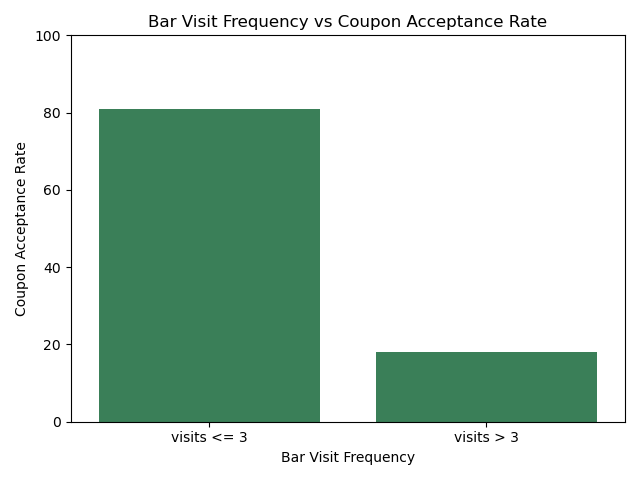 Bar Visit Frequency vs Coupon Acceptance Rate
100
80
60
40
20
0
Coupon Acceptance Rate
visits <= 3
visits > 3
Bar Visit Frequency